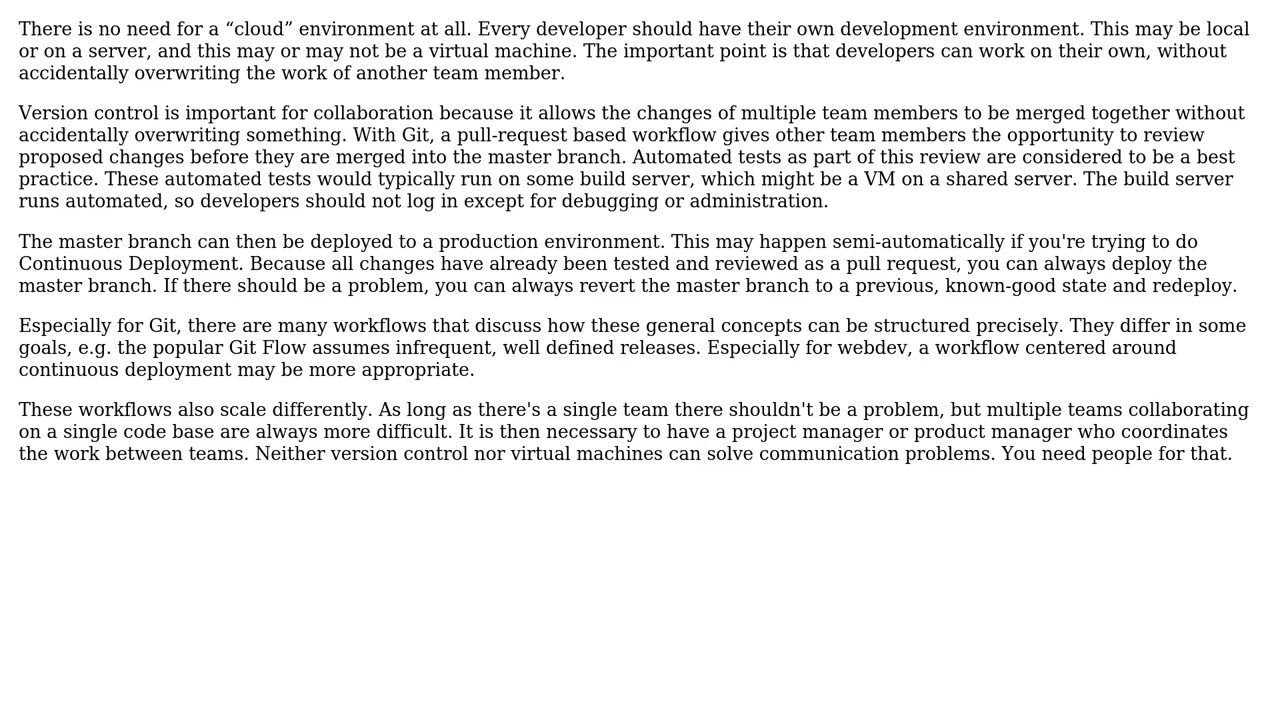 There is no need for a “cloud” environment at all. Every developer should have their own development environment. This may be local
or on a server, and this may or may not be a virtual machine. The important point is that developers can work on their own, without
accidentally overwriting the work of another team member.
Version control is important for collaboration because it allows the changes of multiple team members to be merged together without
accidentally overwriting something. With Git, a pull-request based workflow gives other team members the opportunity to review
proposed changes before they are merged into the master branch. Automated tests as part of this review are considered to be a best
practice. These automated tests would typically run on some build server, which might be a VM on a shared server. The build server
runs automated, so developers should not log in except for debugging or administration.
The master branch can then be deployed to a production environment. This may happen semi-automatically if you're trying to do
Continuous Deployment. Because all changes have already been tested and reviewed as a pull request, you can always deploy the
master branch. If there should be a problem, you can always revert the master branch to a previous, known-good state and redeploy.
Especially for Git, there are many workflows that discuss how these general concepts can be structured precisely. They differ in some
goals, e.g. the popular Git Flow assumes infrequent, well defined releases. Especially for webdev, a workflow centered around
continuous deployment may be more appropriate.
These workflows also scale differently. As long as there's a single team there shouldn't be a problem, but multiple teams collaborating
on a single code base are always more difficult. It is then necessary to have a project manager or product manager who coordinates
the work between teams. Neither version control nor virtual machines can solve communication problems. You need people for that.